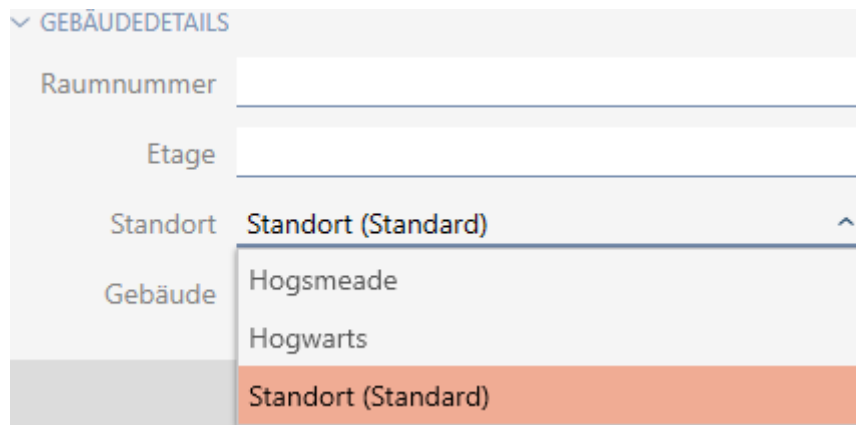 GEBÄUDEDETAILS
Raumnummer
Etage
Standort Standort (Standard)
Gebäude
Hogsmeade
Hogwarts
Standort (Standard)